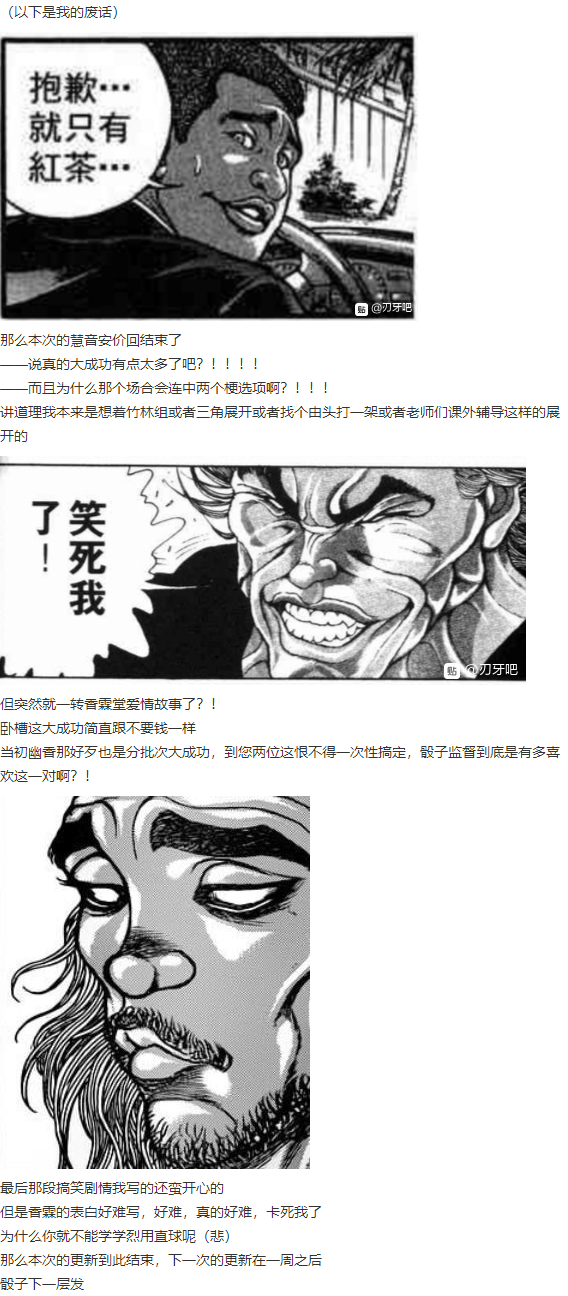 （以下是我的废话）
抱歉…
就只有
紅茶…
贴 @刃牙吧
那么本次的慧音安价回结束了
——说真的大成功有点太多了吧？！！！！
——而且为什么那个场合会连中两个梗选项啊？！！！
讲道理我本来是想着竹林组或者三角展开或者找个由头打一架或者老师们课外辅导这样的展
开的
笑死我
了！
贴 @刃牙吧
但突然就一转香霖堂爱情故事了？！
卧槽这大成功简直跟不要钱一样
当初幽香那好歹也是分批次大成功，到您两位这恨不得一次性搞定，骰子监督到底是有多喜
欢这一对啊？！
最后那段搞笑剧情我写的还蛮开心的
但是香霖的表白好难写，好难，真的好难，卡死我了
为什么你就不能学学烈用直球呢（悲）
那么本次的更新到此结束，下一次的更新在一周之后
骰子下一层发